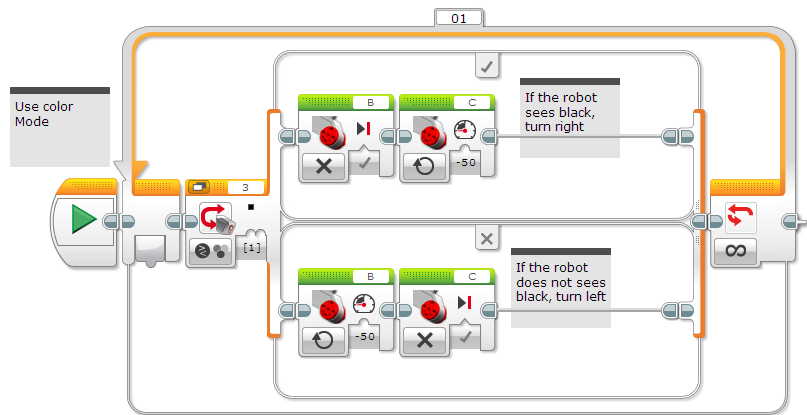 01
Use color
Mode
B
C
If the robot
sees black,
turn right
-50
3
[1]
If the robot
does not sees
black, turn left
B
C
-50